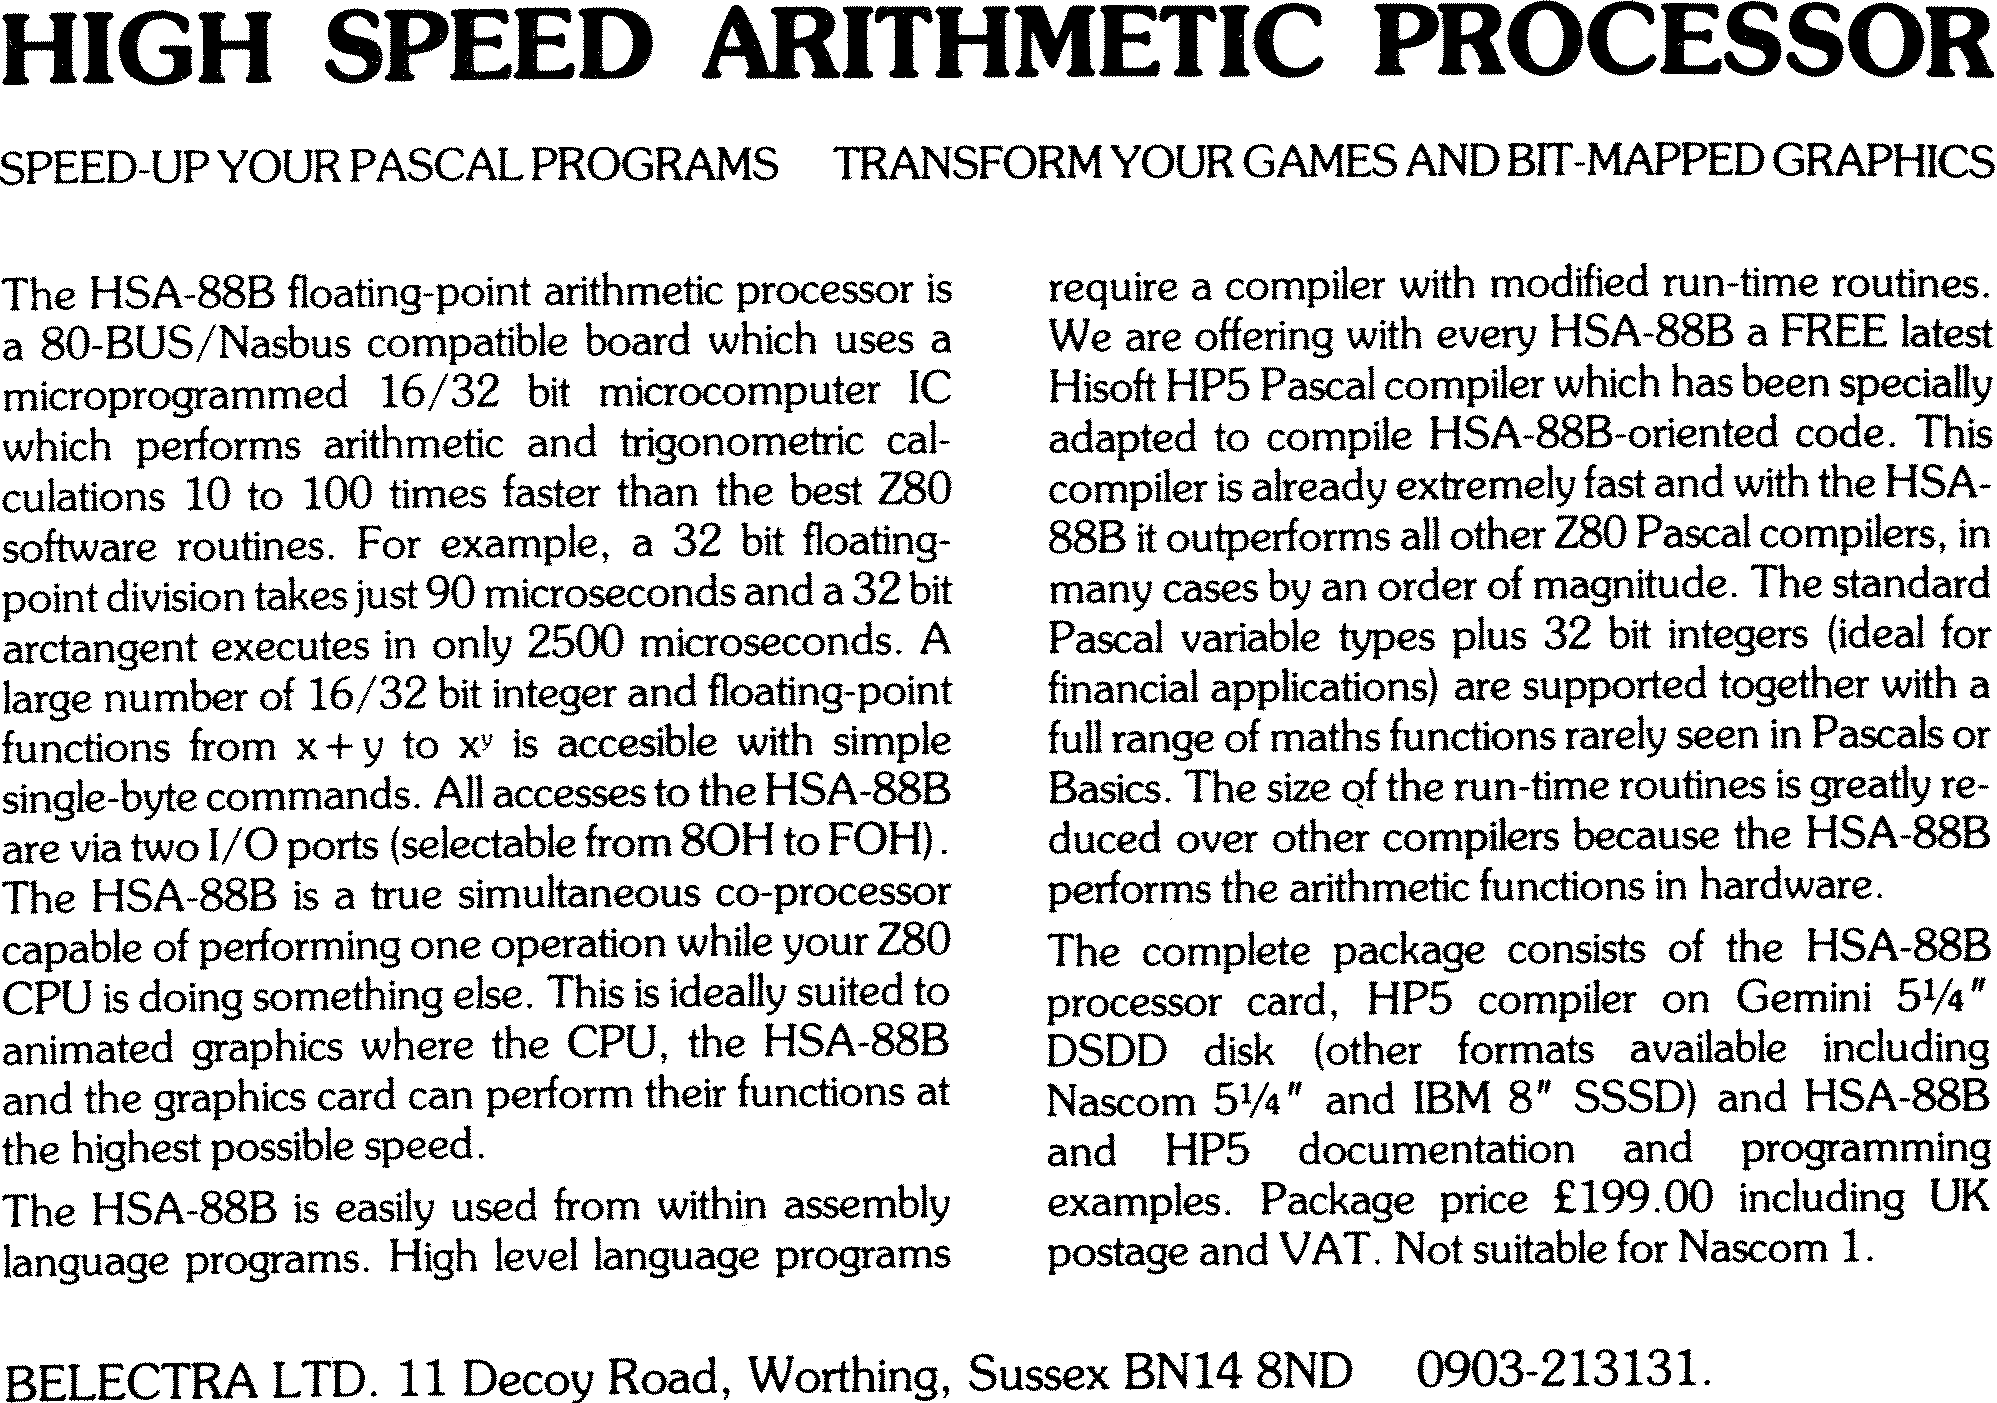 HIGH SPEED ARITHMETIC PROCESSOR
SPEED-UP YOUR PASCAL PROGRAMS TRANSFORM YOUR GAMES AND BIT-MAPPED GRAPHICS
The HSA-88B floating-point arithmetic processor is
a 80-BUS/Nasbus compatible board which uses a
microprogrammed 16/32 bit microcomputer IC
which performs arithmetic and trigonometric cal-
culations 10 to 100 times faster than the best Z80
software routines. For example, a 32 bit floating-
point division takes just 90 microseconds and a 32 bit
arctangent executes in only 2500 microseconds. A
large number of 16/32 bit integer and floating-point
functions from x+y to xʸ is accesible with simple
single-byte commands. All accesses to the HSA-88B
are via two I/O ports (selectable from 8OH to FOH).
The HSA-88B is a true simultaneous co-processor
capable of performing one operation while your Z80
CPU is doing something else. This is ideally suited to
animated graphics where the CPU, the HSA-88B
and the graphics card can perform their functions at
the highest possible speed.
The HSA-88B is easily used from within assembly
language programs. High level language programs
require a compiler with modified run-time routines.
We are offering with every HSA-88B a FREE latest
Hisoft HP5 Pascal compiler which has been specially
adapted to compile HSA-88B-oriented code. This
compiler is already extremely fast and with the HSA-
88B it outperforms all other Z80 Pascal compilers, in
many cases by an order of magnitude. The standard
Pascal variable types plus 32 bit integers (ideal for
financial applications) are supported together with a
full range of maths functions rarely seen in Pascals or
Basics. The size of the run-time routines is greatly re-
duced over other compilers because the HSA-88B
performs the arithmetic functions in hardware.
The complete package consists of the HSA-88B
processor card, HP5 compiler on Gemini 5¼"
DSDD disk (other formats available including
Nascom 5¼" and IBM 8" SSSD) and HSA-88B
and HP5 documentation and programming
examples. Package price £199.00 including UK
postage and VAT. Not suitable for Nascom 1.
BELECTRA LTD. 11 Decoy Road, Worthing, Sussex BN14 8ND 0903-213131.